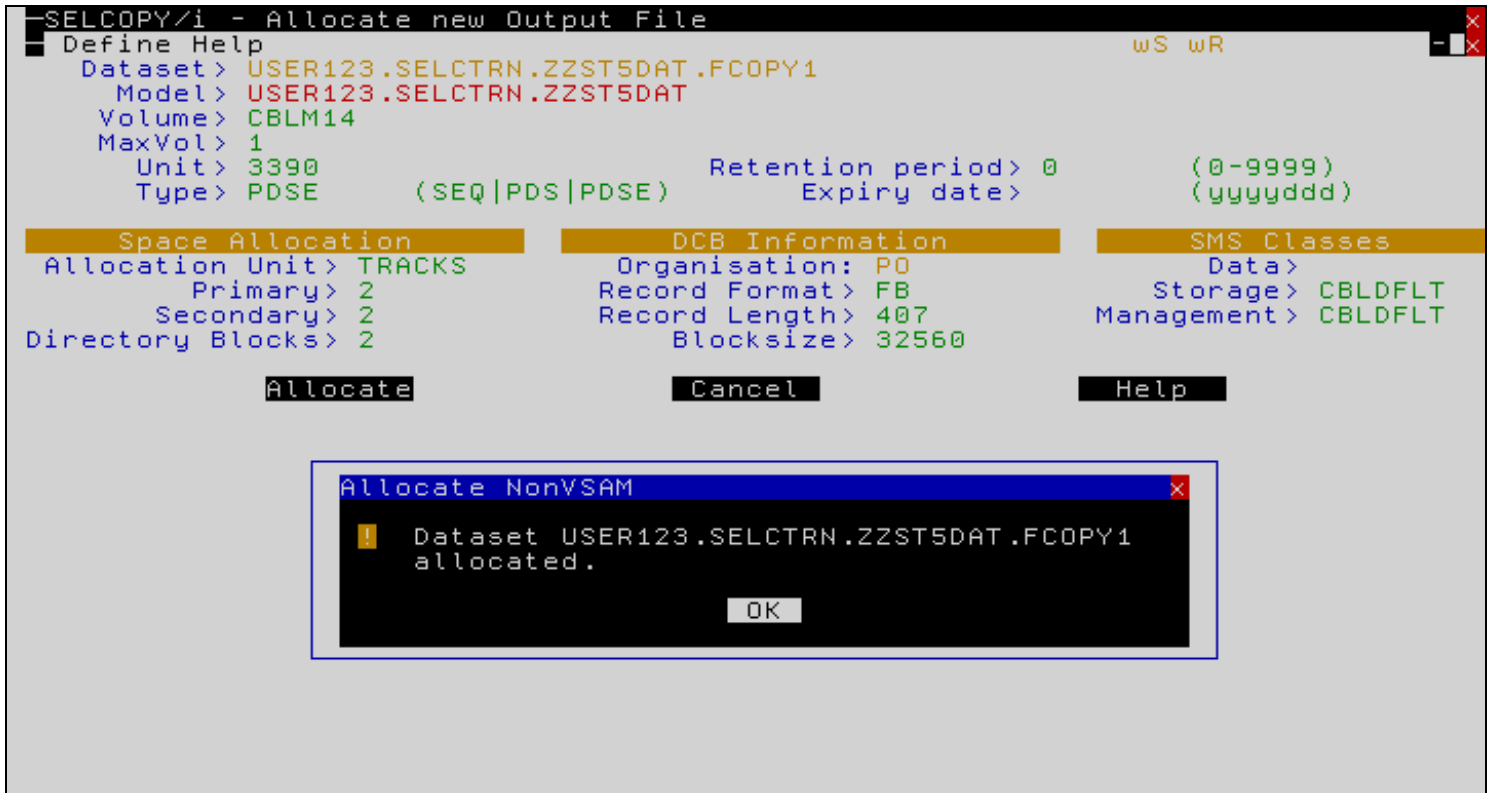 SELCOPY/i - Allocate new Output File x
Define Help wS wR - x
Dataset> USER123.SELCTRN.ZZST5DAT.FCOPY1
Model> USER123.SELCTRN.ZZST5DAT
Volume> CBLM14
MaxVol> 1
Unit> 3390 Retention period> 0 (0-9999)
Type> PDSE (SEQ|PDS|PDSE) Expiry date> (yyyyddd)
Space Allocation DCB Information SMS Classes
Allocation Unit> TRACKS Organisation: PO Data>
Primary> 2 Record Format> FB Storage> CBLDFLT
Secondary> 2 Record Length> 407 Management> CBLDFLT
Directory Blocks> 2 Blocksize> 32560
Allocate Cancel Help
Allocate NonVSAM x
! Dataset USER123.SELCTRN.ZZST5DAT.FCOPY1
allocated.
OK